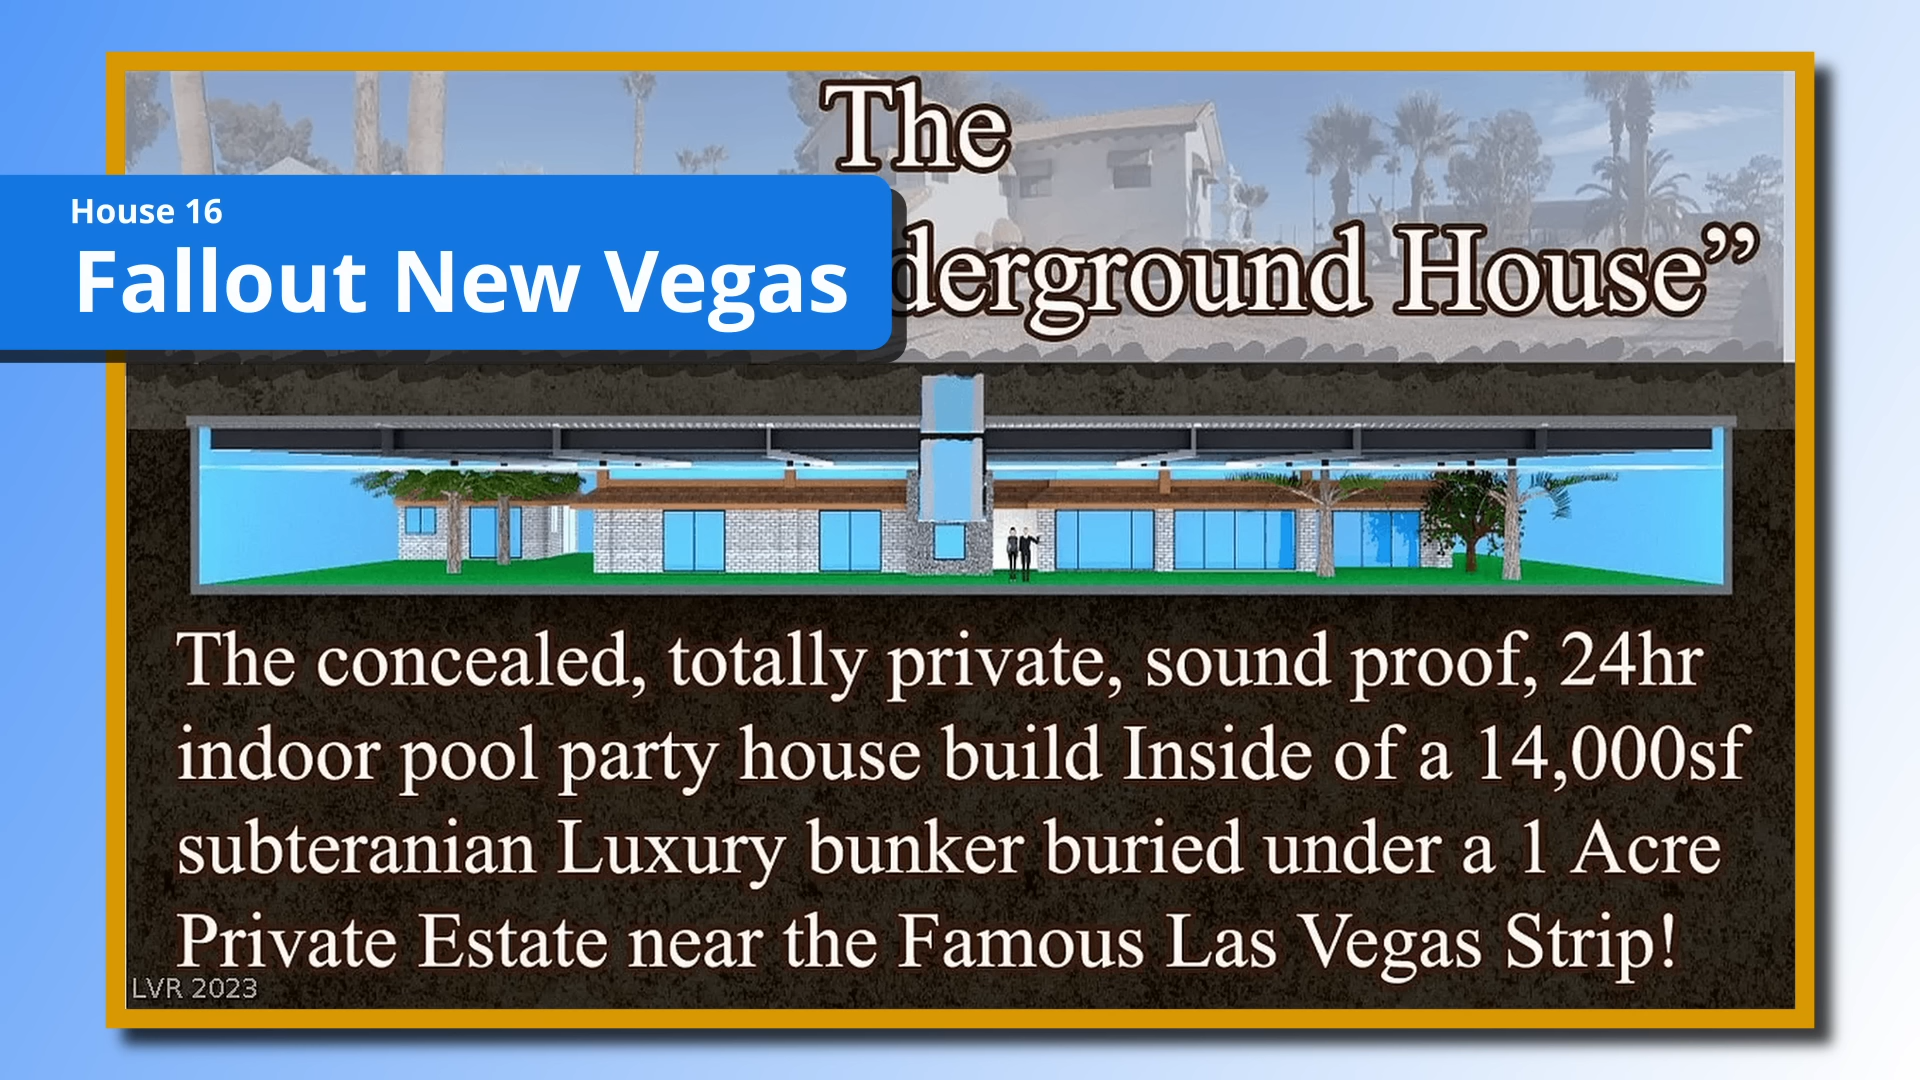 The
House 16
Fallout New Vegas
derground House”
The concealed, totally private, sound proof, 24hr
indoor pool party house build Inside of a 14,000sf
subteranian Luxury bunker buried under a 1 Acre
Private Estate near the Famous Las Vegas Strip!
LVR 2023